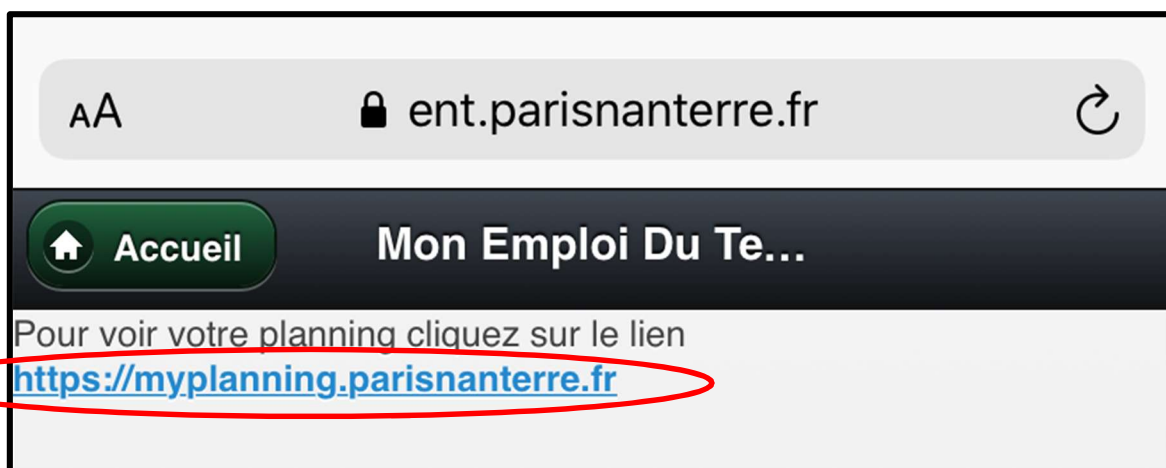 AA
ent.parisnanterre.fr
Accueil
Mon Emploi Du Te...
Pour voir votre planning cliquez sur le lien
https://myplanning.parisnanterre.fr